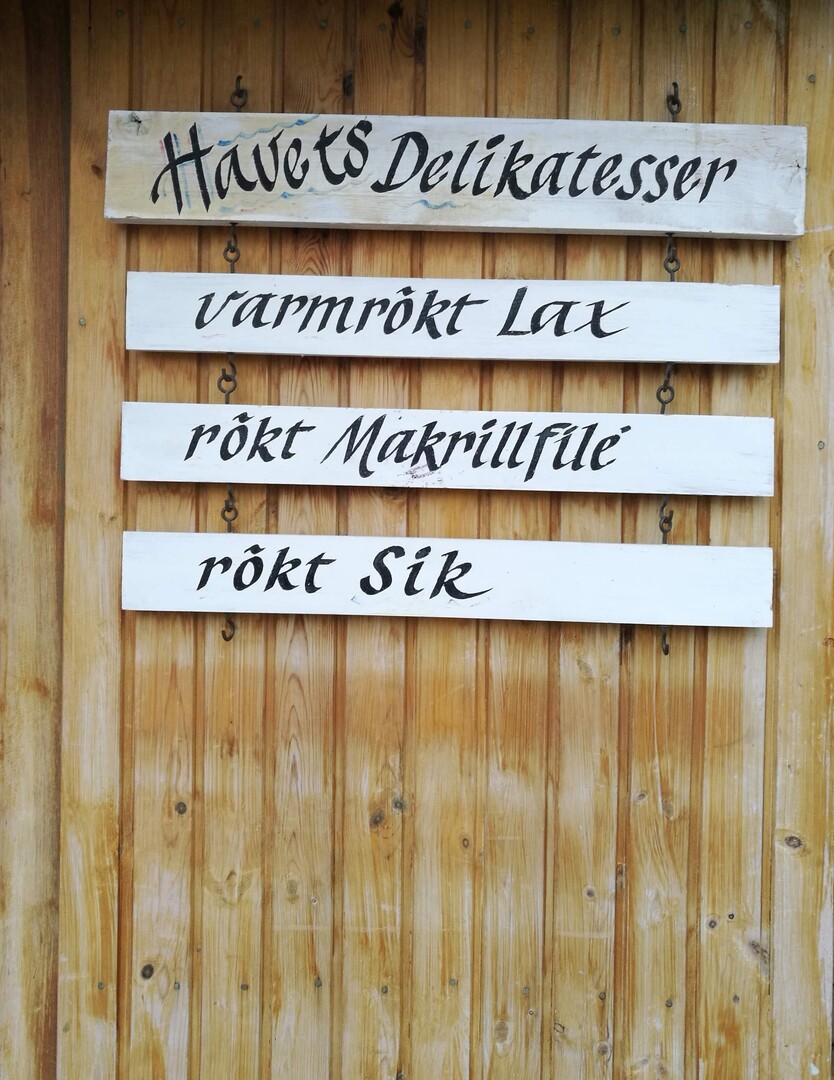 Havets Delikatesser
varmrökt Lax
rökt Makrillfilé
rökt Sik